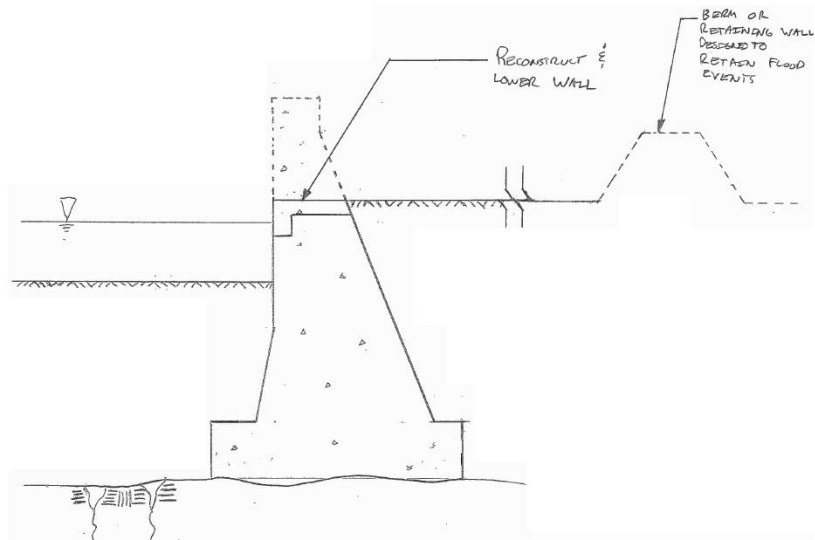 RECONSTRUCT &
LOWER WALL
BERM OR
RETAINING WALL
DESIGNED TO
RETAIN FLOOD
EVENTS